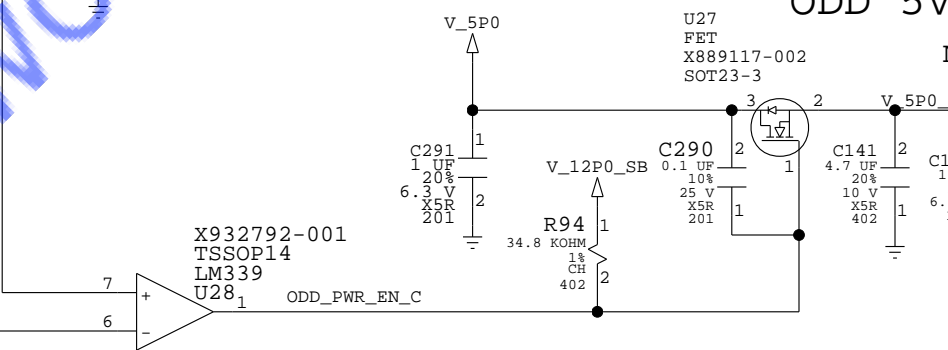 ODD 5V
V_5P0
U27
FET
X889117-002
SOT23-3
3
2
V_5P0_
1
C291
1 UF
20%
6.3 V
X5R
201
2
C290
0.1 UF
10%
25 V
X5R
201
2
1
1
C141
4.7 UF
20%
10 V
X5R
402
2
1
C1
1
6.
V_12P0_SB
R94
34.8 KOHM
1%
CH
402
1
2
X932792-001
TSSOP14
LM339
U28
1
ODD_PWR_EN_C
7
+
6
-